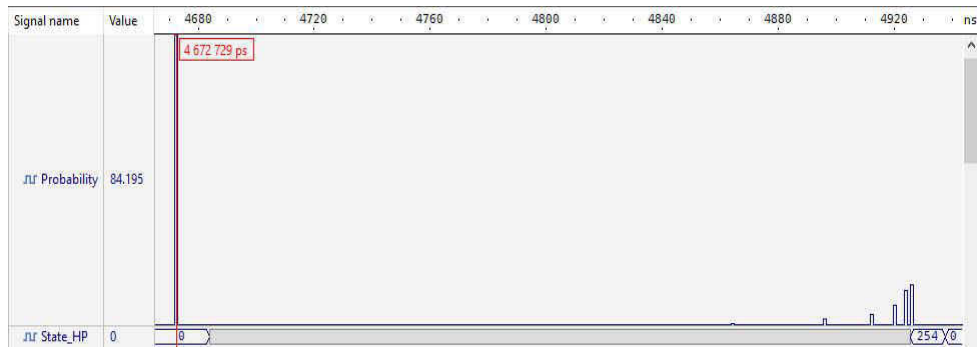 Signal name Value 4680 4720 4760 4800 4840 4880 4920 ns
4 672 729 ps
Probability 84.195
State_HP 0 0 254 0